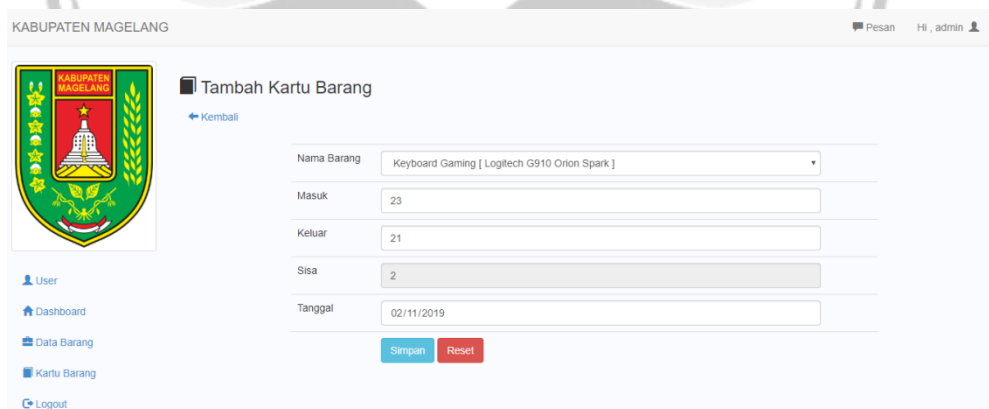 KABUPATEN MAGELANG
Pesan
Hi , admin
KABUPATEN
MAGELANG
Tambah Kartu Barang
Kembali
Nama Barang
Keyboard Gaming [ Logitech G910 Orion Spark ]
Masuk
23
Keluar
21
Sisa
2
Tanggal
02/11/2019
Simpan
Reset
User
Dashboard
Data Barang
Kartu Barang
Logout